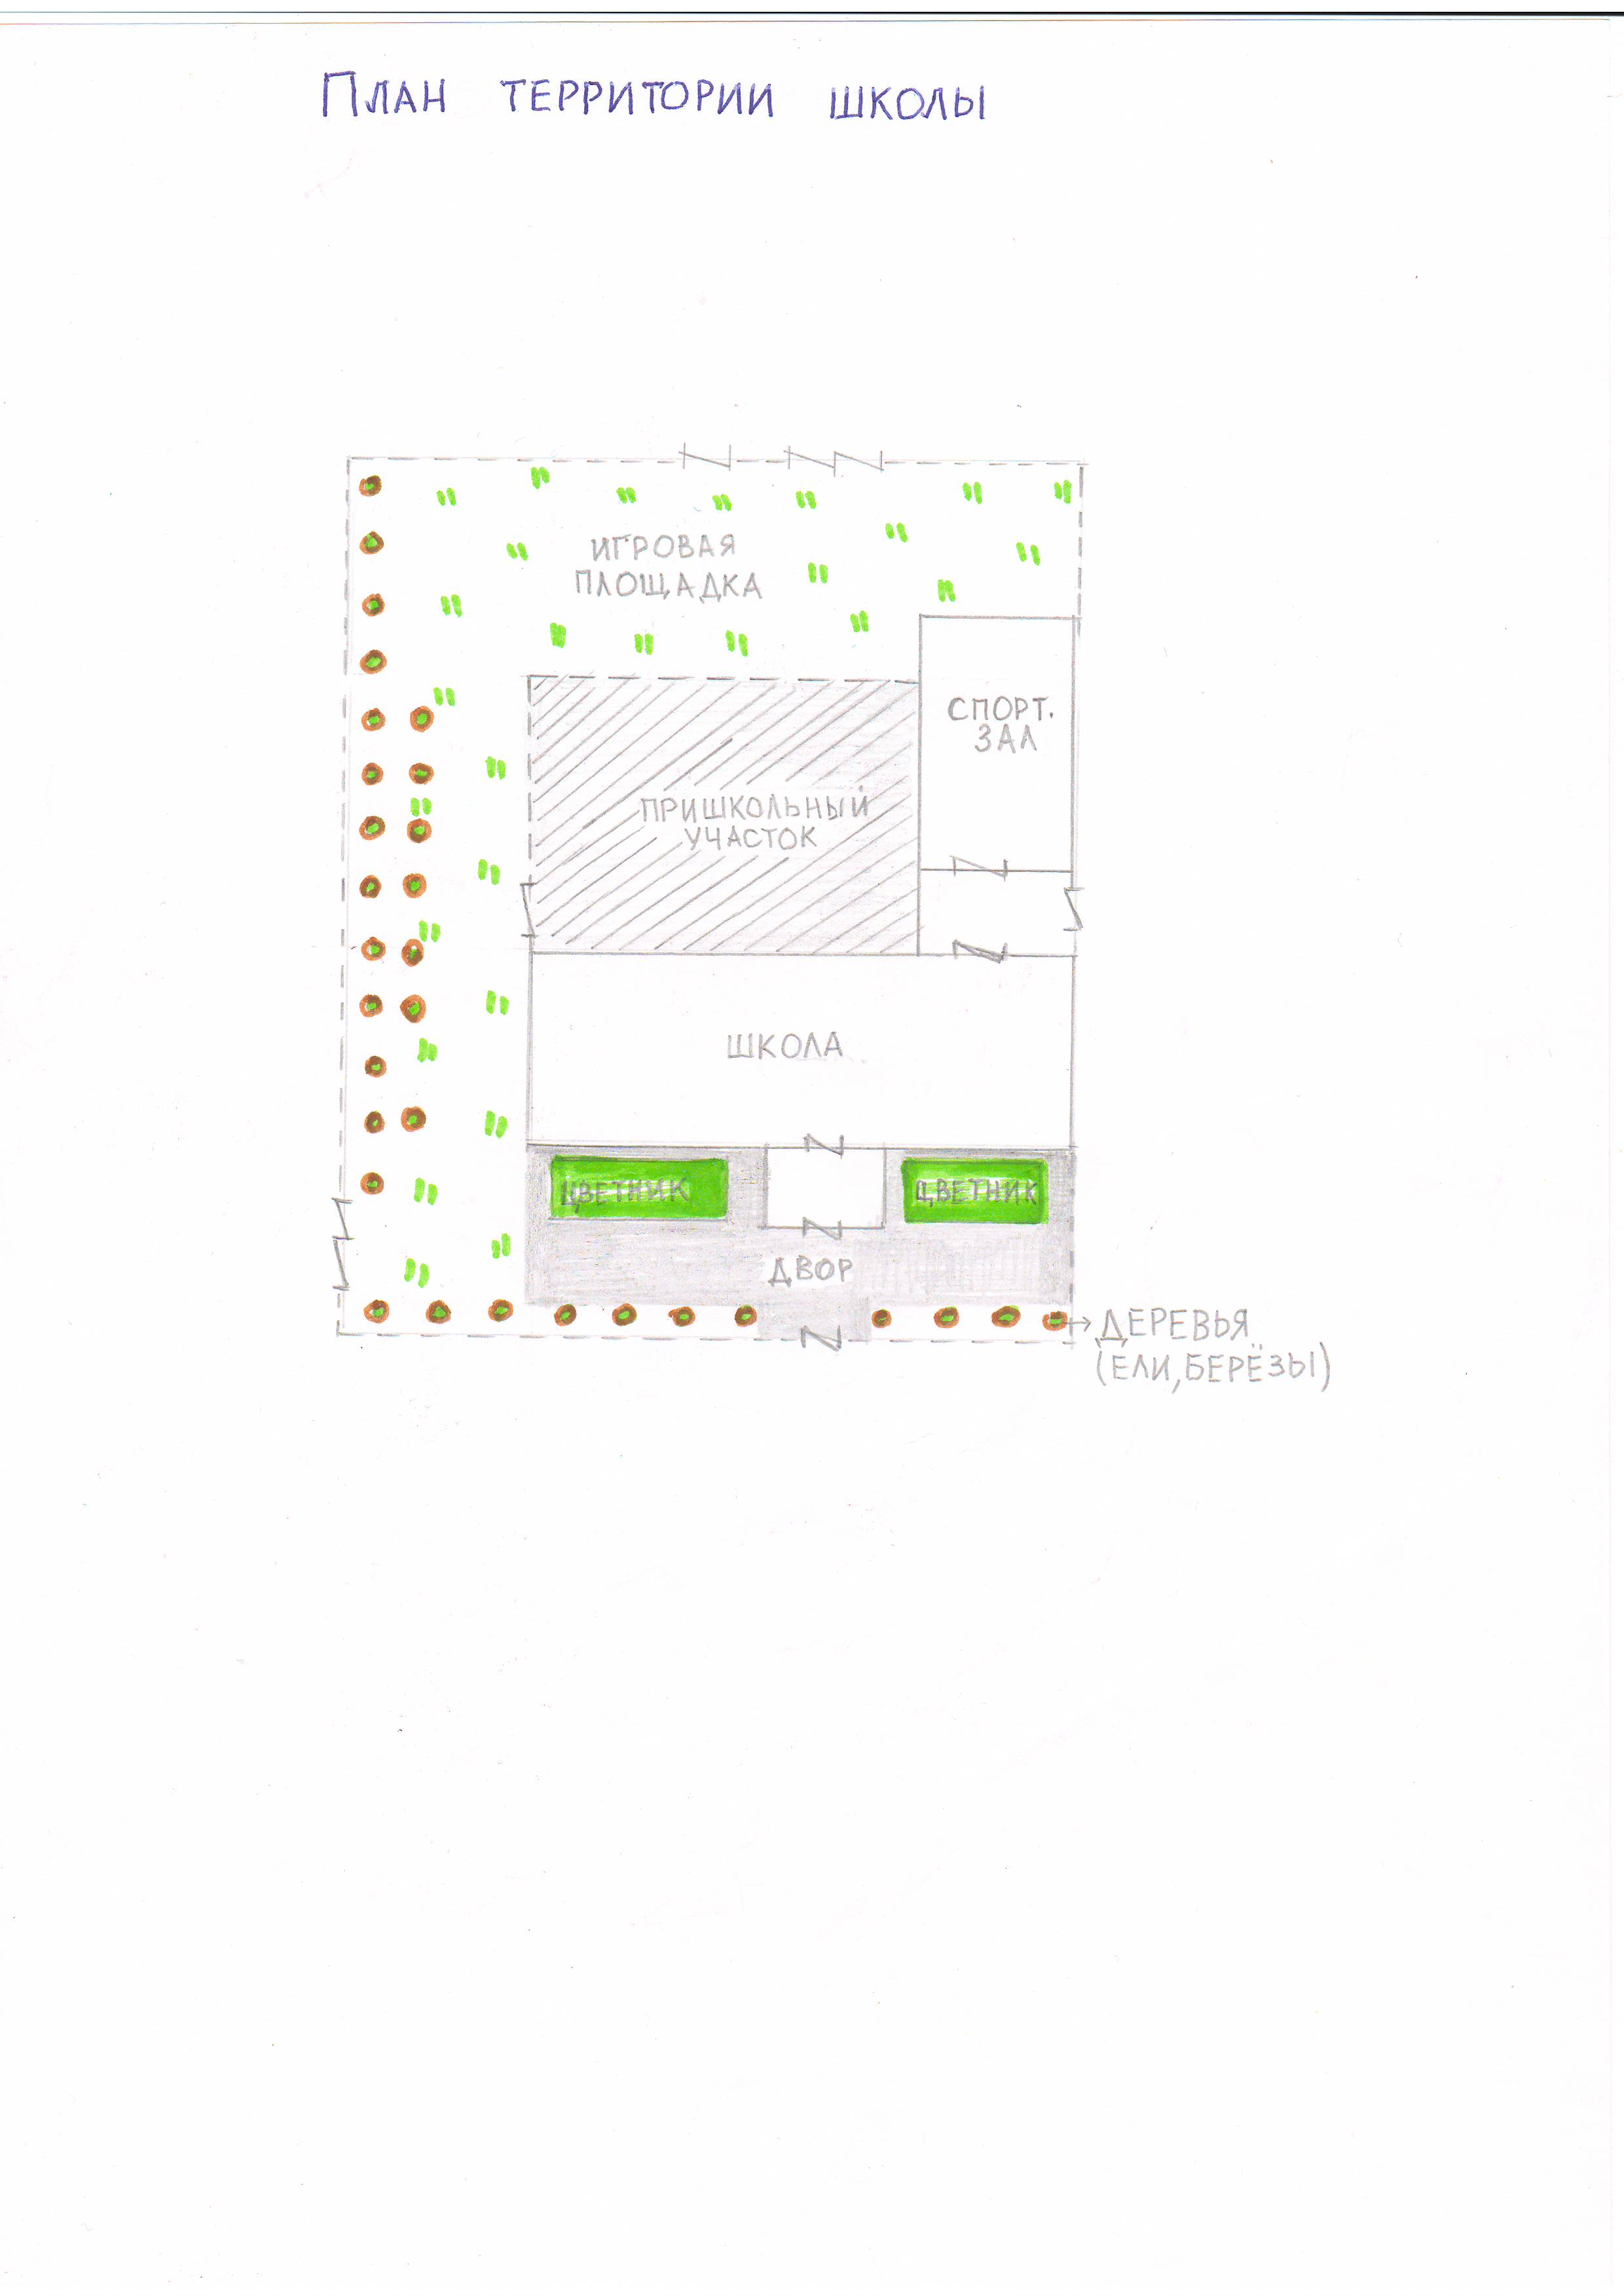 План территории школы
ИГРОВАЯ
ПЛОЩАДКА
СПОРТ.
ЗАЛ
ПРИШКОЛЬНЫЙ
УЧАСТОК
ШКОЛА
ЦВЕТНИК
ЦВЕТНИК
ДВОР
ДЕРЕВЬЯ
(ЕЛИ, БЕРЁЗЫ)